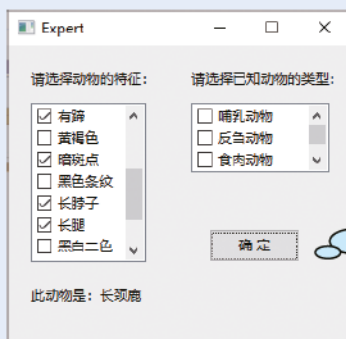 Expert
请选择动物的特征：
请选择已知动物的类型：
有蹄
黄褐色
暗斑点
黑色条纹
长脖子
长腿
黑白二色
哺乳动物
反刍动物
食肉动物
确定
此动物是：长颈鹿